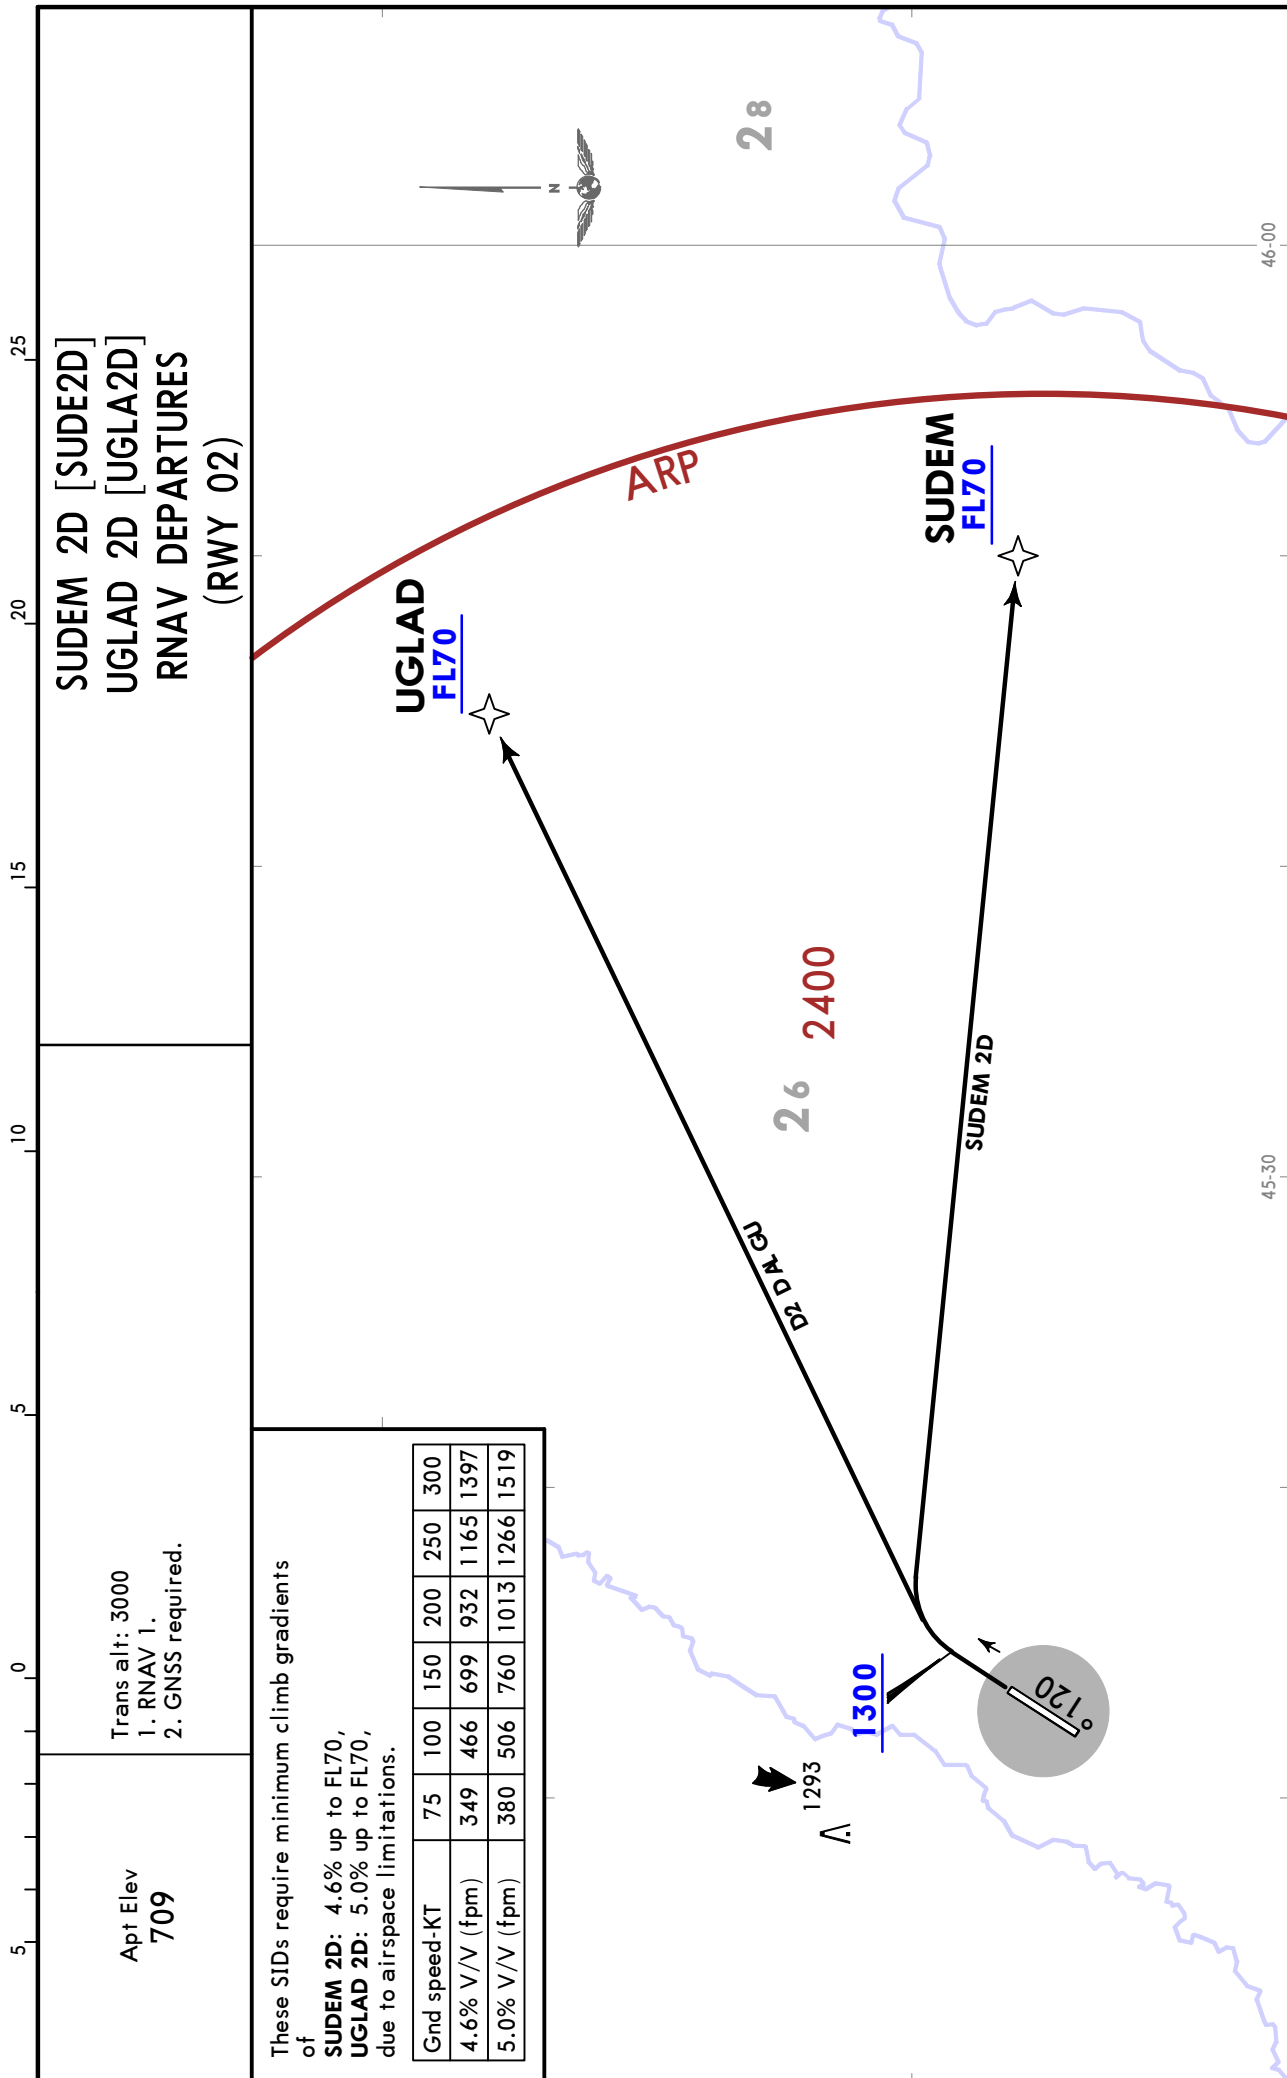 5
0
5
10
15
20
25
Apt Elev
709
Trans alt: 3000
1. RNAV 1.
2. GNSS required.
SUDEM 2D [SUDE2D]
UGLAD 2D [UGLA2D]
RNAV DEPARTURES
(RWY 02)
These SIDs require minimum climb gradients
of
SUDEM 2D: 4.6% up to FL70,
UGLAD 2D: 5.0% up to FL70,
due to airspace limitations.
Gnd speed-KT 75 100 150 200 250 300
4.6% V/V (fpm) 349 466 699 932 1165 1397
5.0% V/V (fpm) 380 506 760 1013 1266 1519
N
28
UGLAD
FL70
ARP
SUDEM
FL70
D2 DALGU
26
2400
SUDEM 2D
1300
1293
°120
45-30
46-00